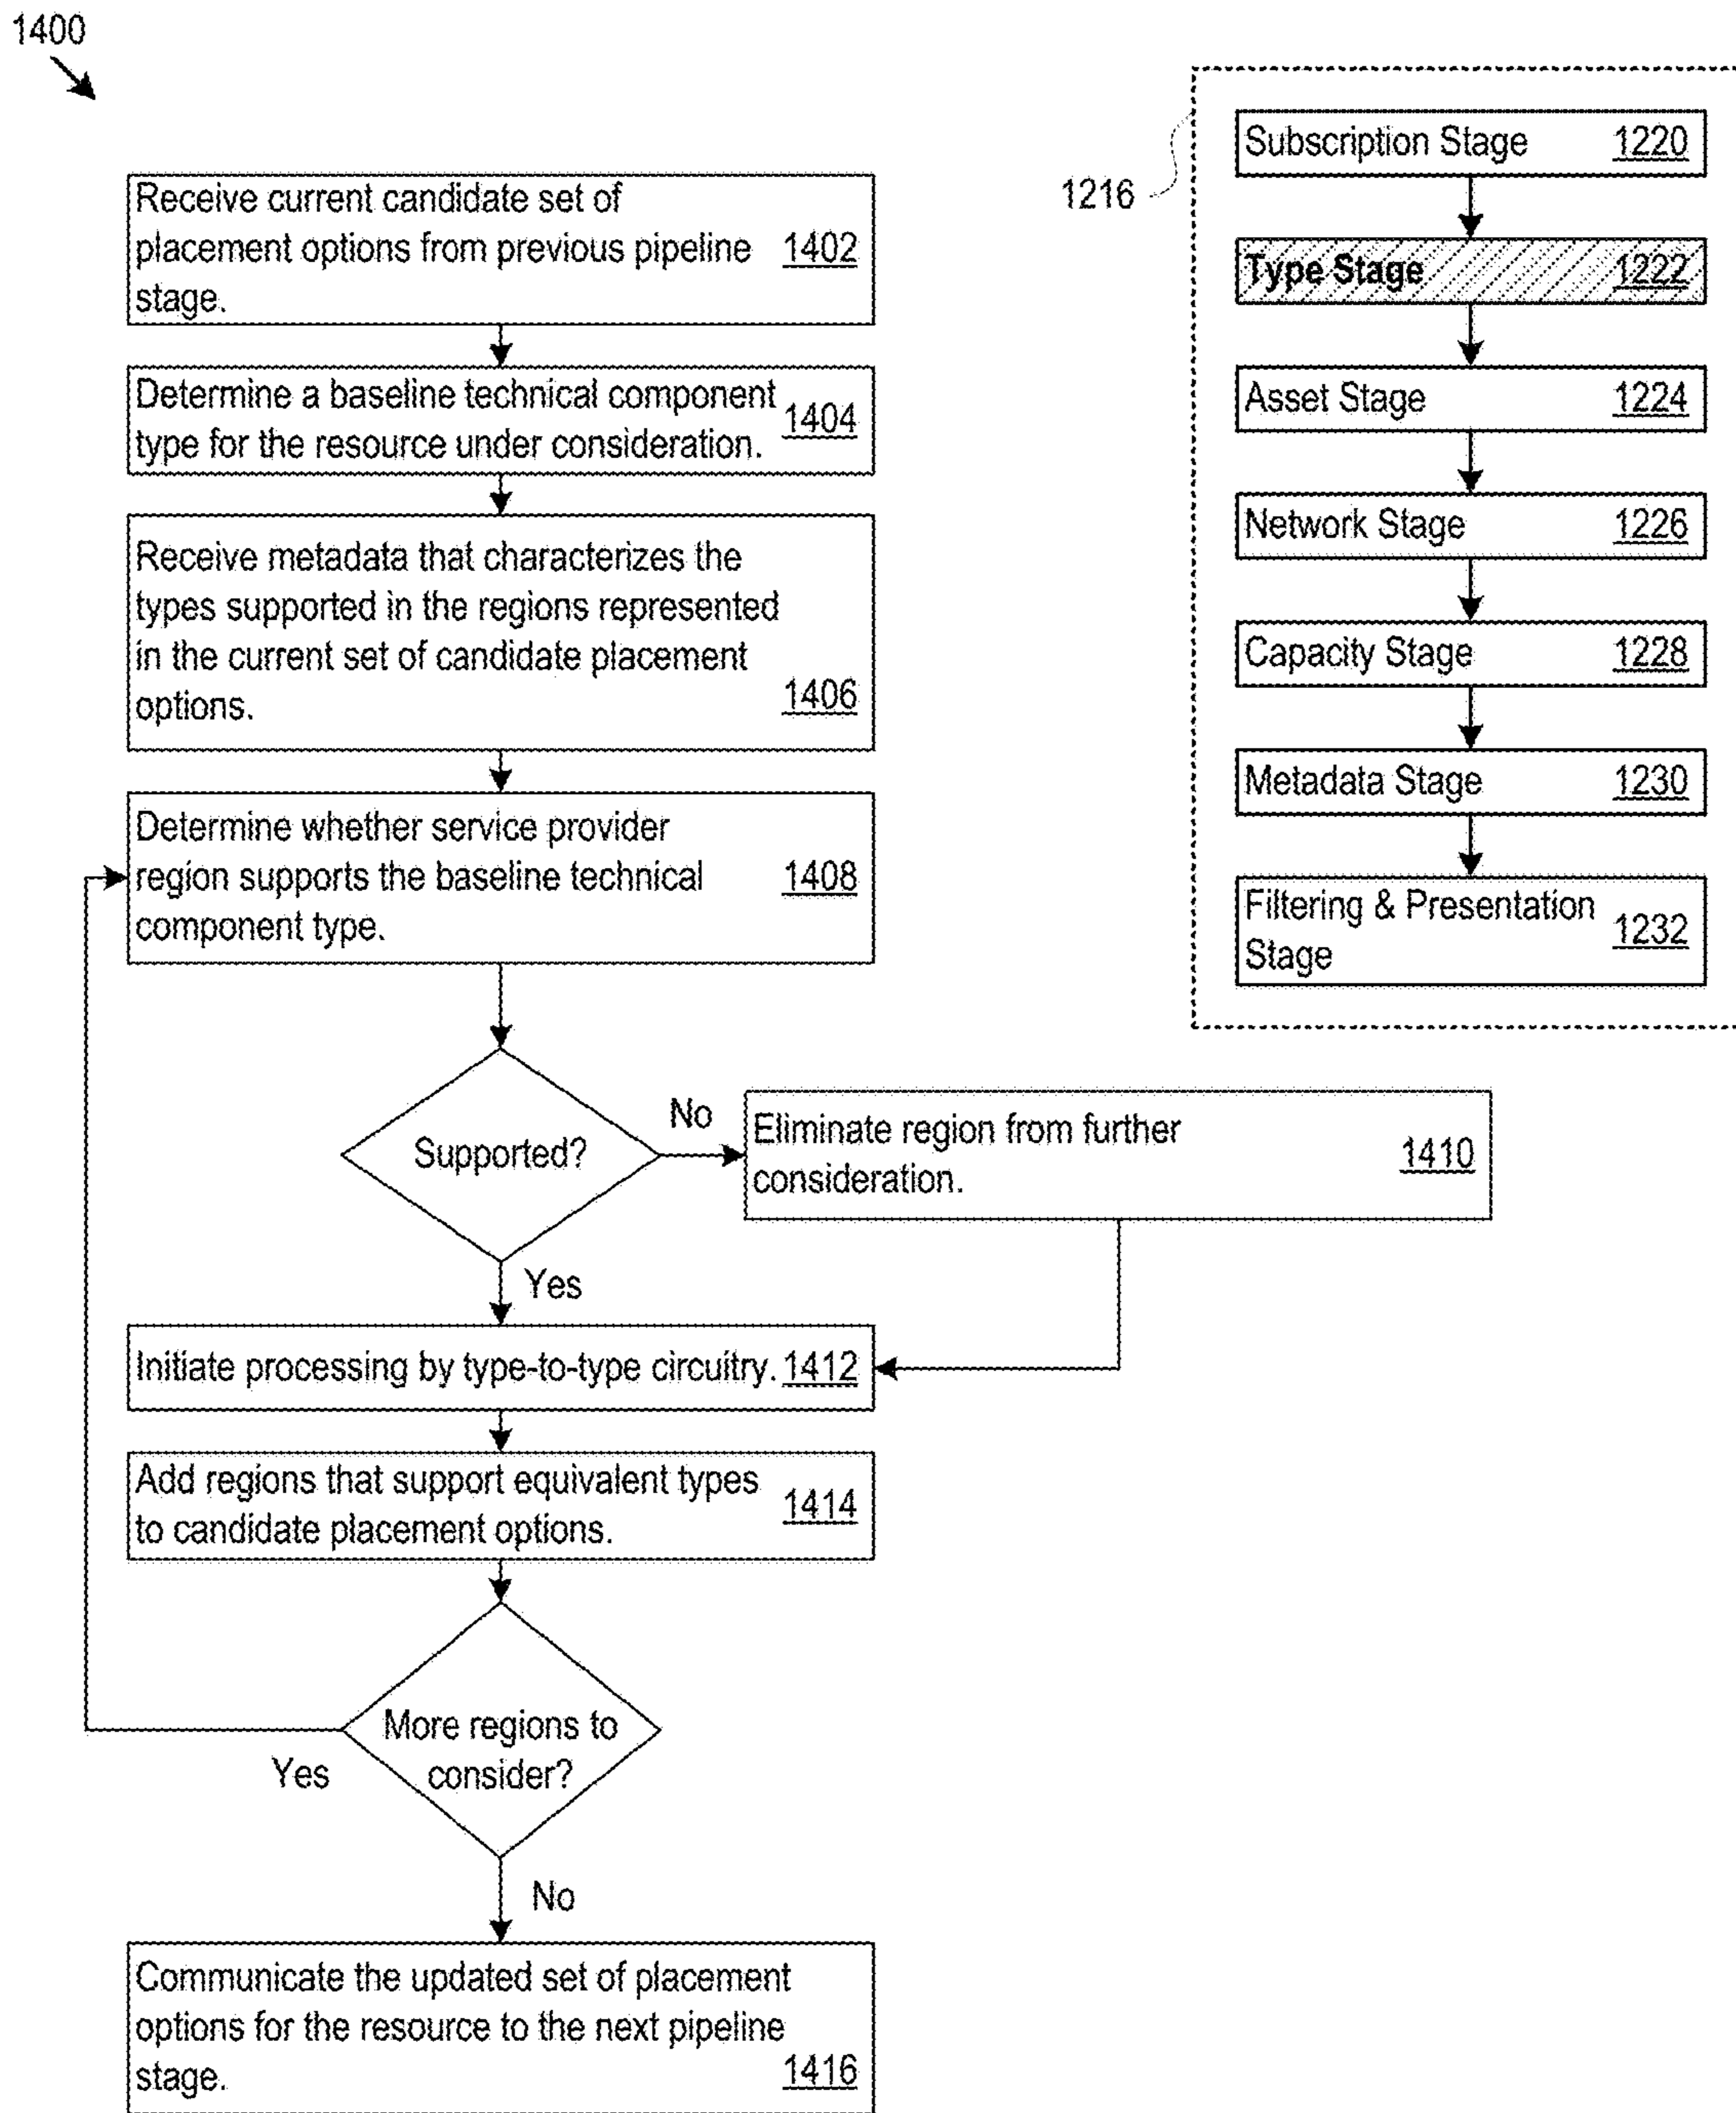 1400
Receive current candidate set of
placement options from previous pipeline 1402
stage.
Determine a baseline technical component
type for the resource under consideration. 1404
Receive metadata that characterizes the
types supported in the regions represented
in the current set of candidate placement
options. 1406
Determine whether service provider
region supports the baseline technical 1408
component type.
Supported?
No
Eliminate region from further
consideration. 1410
Yes
Initiate processing by type-to-type circuitry. 1412
Add regions that support equivalent types
to candidate placement options. 1414
More regions to
consider?
Yes
No
Communicate the updated set of placement
options for the resource to the next pipeline
stage. 1416
1216
Subscription Stage 1220
Type Stage 1222
Asset Stage 1224
Network Stage 1226
Capacity Stage 1228
Metadata Stage 1230
Filtering & Presentation
Stage 1232